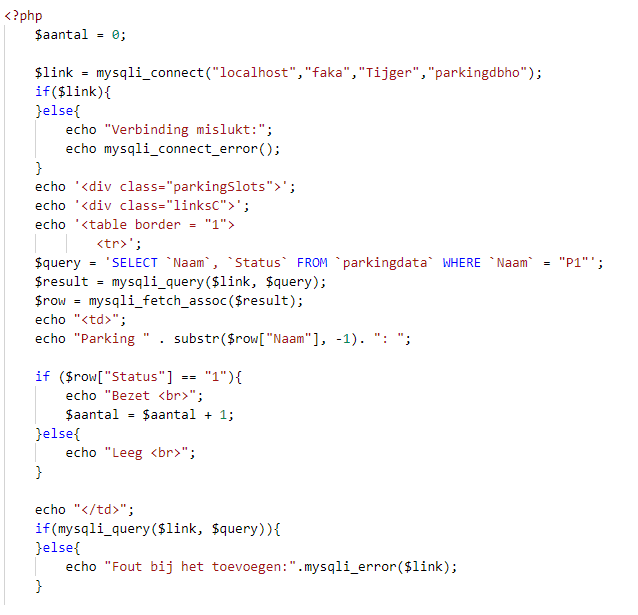 <?php
$aantal = 0;
$link = mysqli_connect("localhost","faka","Tijger","parkingdbho");
if($link){
}else{
echo "Verbinding mislukt:";
echo mysqli_connect_error();
}
echo '<div class="parkingSlots">';
echo '<div class="linksC">';
echo '<table border = "1">
<tr>';
$query = 'SELECT `Naam`, `Status` FROM `parkingdata` WHERE `Naam` = "P1"';
$result = mysqli_query($link, $query);
$row = mysqli_fetch_assoc($result);
echo "<td>";
echo "Parking " . substr($row["Naam"], -1). ": ";
if ($row["Status"] == "1"){
echo "Bezet <br>";
$aantal = $aantal + 1;
}else{
echo "Leeg <br>";
}
echo "</td>";
if(mysqli_query($link, $query)){
}else{
echo "Fout bij het toevoegen:".mysqli_error($link);
}